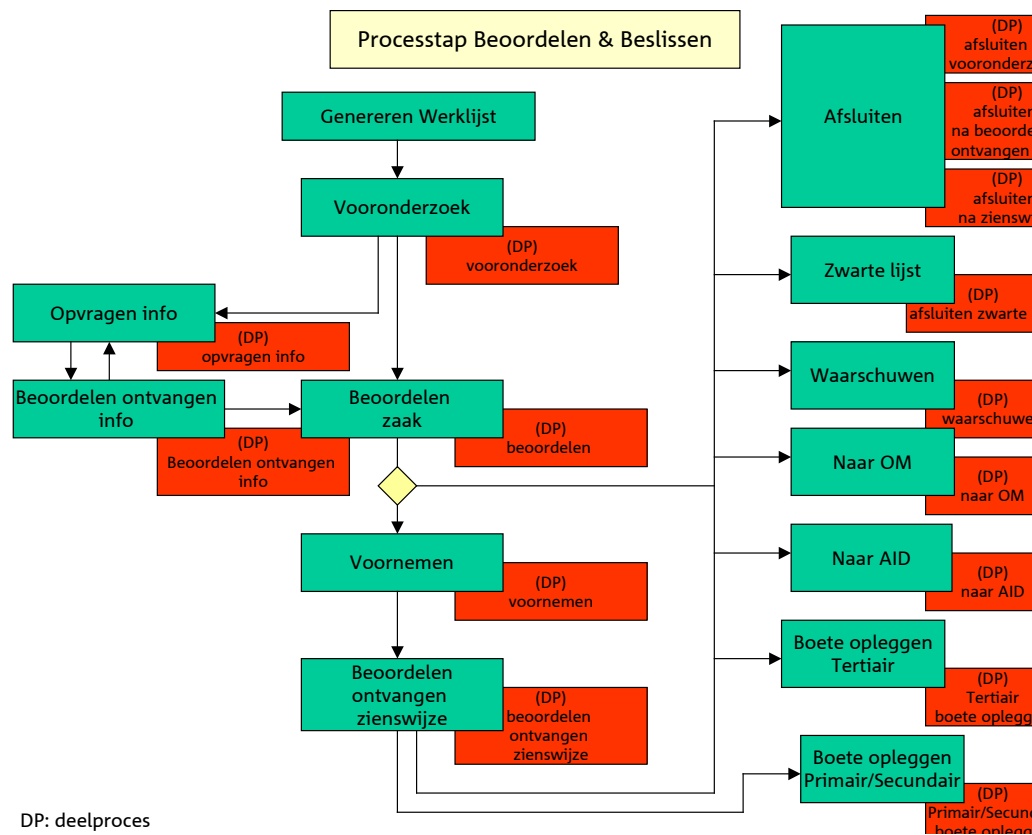 Processtap Beoordelen & Beslissen
Genereren Werklijst
Vooronderzoek
(DP)
vooronderzoek
Opvragen info
(DP)
opvragen info
Beoordelen ontvangen
info
(DP)
Beoordelen ontvangen
info
Beoordelen
zaak
(DP)
beoordelen
Voornemen
(DP)
voornemen
Beoordelen
ontvangen
zienswijze
(DP)
beoordelen
ontvangen
zienswijze
Afsluiten
(DP)
afsluiten
(DP)
na
ontvangen
(DP)
na
Zwarte lijst
(DP)
afsluiten zwarte
Waarschuwen
(DP)
Naar OM
(DP)
naar OM
Naar AID
(DP)
naar AID
Boete opleggen
Tertiair
(DP)
Tertiair
boete
Boete opleggen
Primair/Secundair
(DP)
boete
DP: deelproces